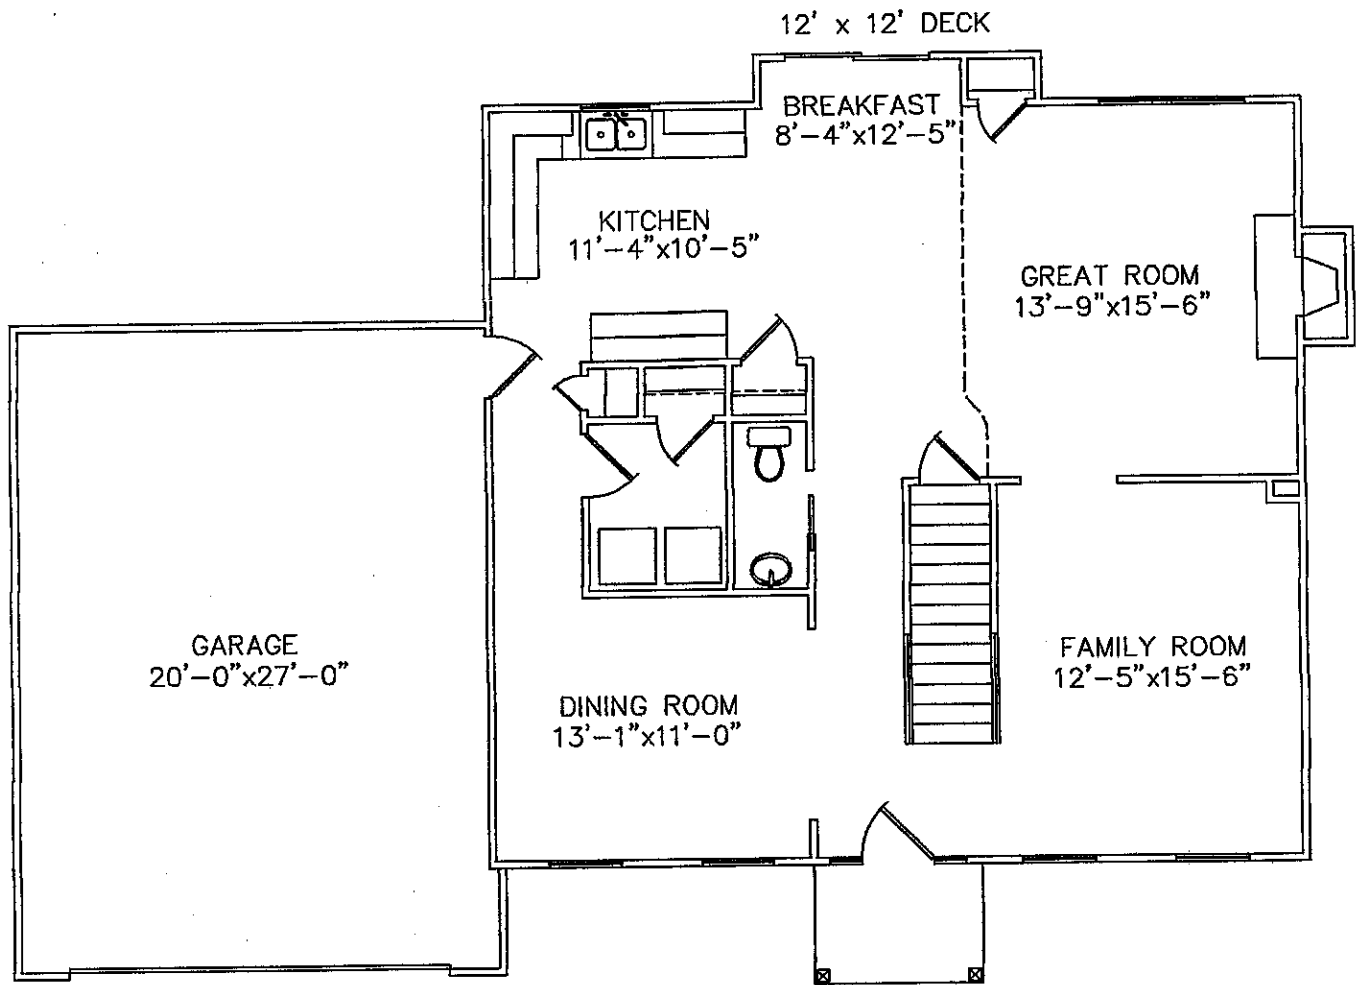 12' x 12' DECK
BREAKFAST
8'-4"x12'-5"
KITCHEN
11'-4"x10'-5"
GREAT ROOM
13'-9"x15'-6"
GARAGE
20'-0"x27'-0"
FAMILY ROOM
12'-5"x15'-6"
DINING ROOM
13'-1"x11'-0"